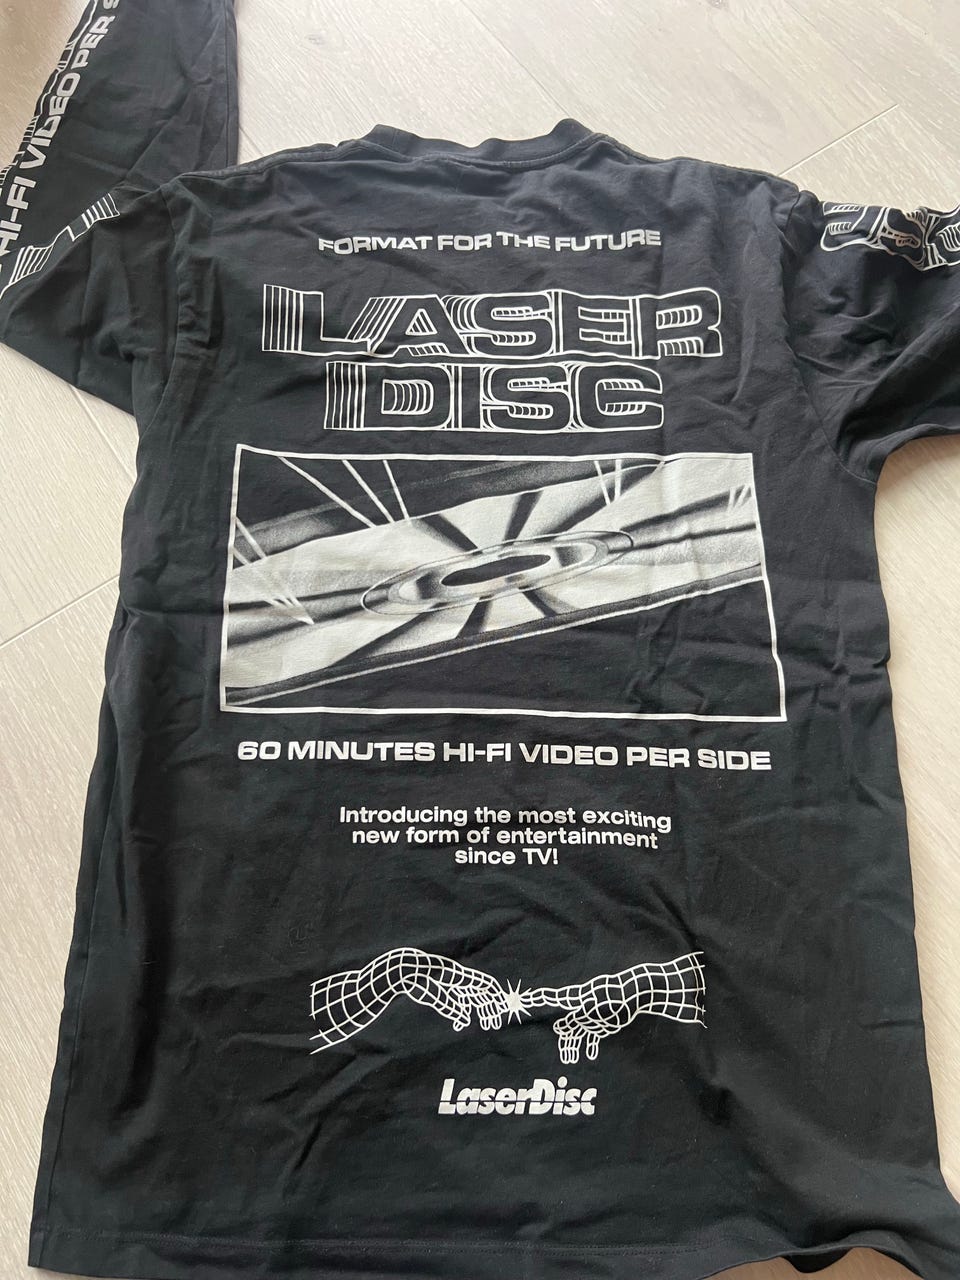 HI-FI VIDEO PER S
FORMAT FOR THE FUTURE
LASER
DISC
60 MINUTES HI-FI VIDEO PER SIDE
Introducing the most exciting
new form of entertainment
since TV!
LaserDisc